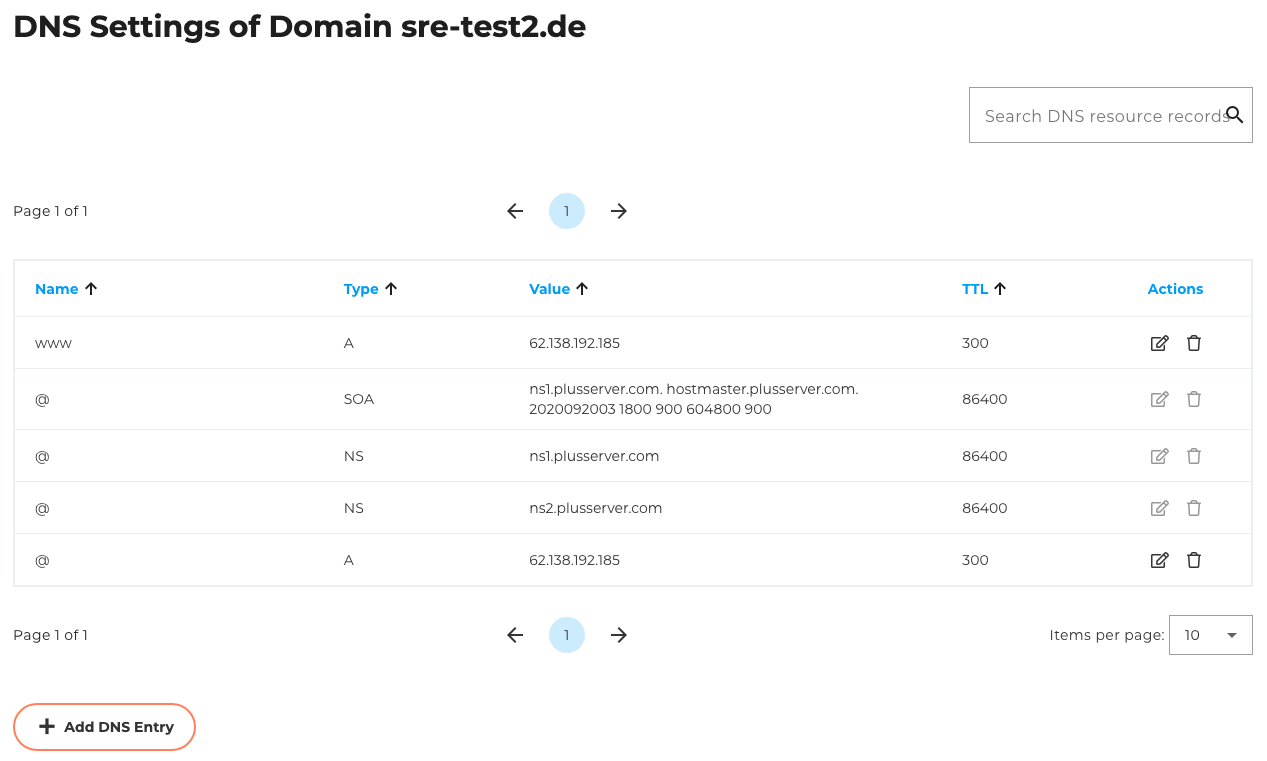 DNS Settings of Domain sre-test2.de
Search DNS resource records
Page 1 of 1
1
Name Type Value TTL Actions
www A 62.138.192.185 300
@ SOA ns1.plusserver.com. hostmaster.plusserver.com. 86400
2020092003 1800 900 604800 900
@ NS ns1.plusserver.com 86400
@ NS ns2.plusserver.com 86400
@ A 62.138.192.185 300
Page 1 of 1
1
Items per page: 10
Add DNS Entry